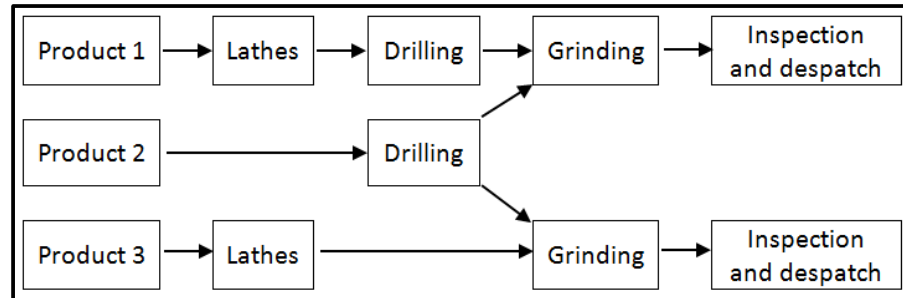 Product 1
Lathes
Drilling
Grinding
Inspection
and despatch
Product 2
Drilling
Product 3
Lathes
Grinding
Inspection
and despatch